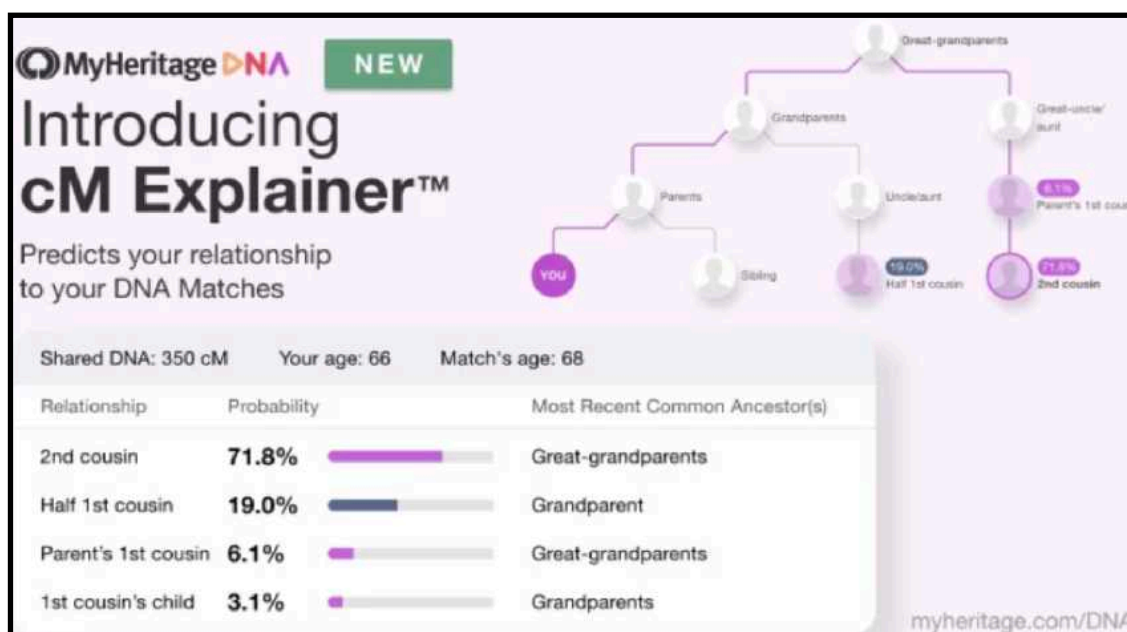 MyHeritage DNA
NEW
Introducing
cM Explainer™
Predicts your relationship
to your DNA Matches
Great-grandparents
Grandparents
Great-uncle/
aunt
Parents
Uncle/aunt
6.1%
Parent's 1st
YOU
Sibling
19.0%
Half 1st cousin
71.8%
2nd cousin
Shared DNA: 350 cM Your age: 66 Match's age: 68
Relationship Probability Most Recent Common Ancestor(s)
2nd cousin 71.8% Great-grandparents
Half 1st cousin 19.0% Grandparent
Parent's 1st cousin 6.1% Great-grandparents
1st cousin's child 3.1% Grandparents
myheritage.com/DNA